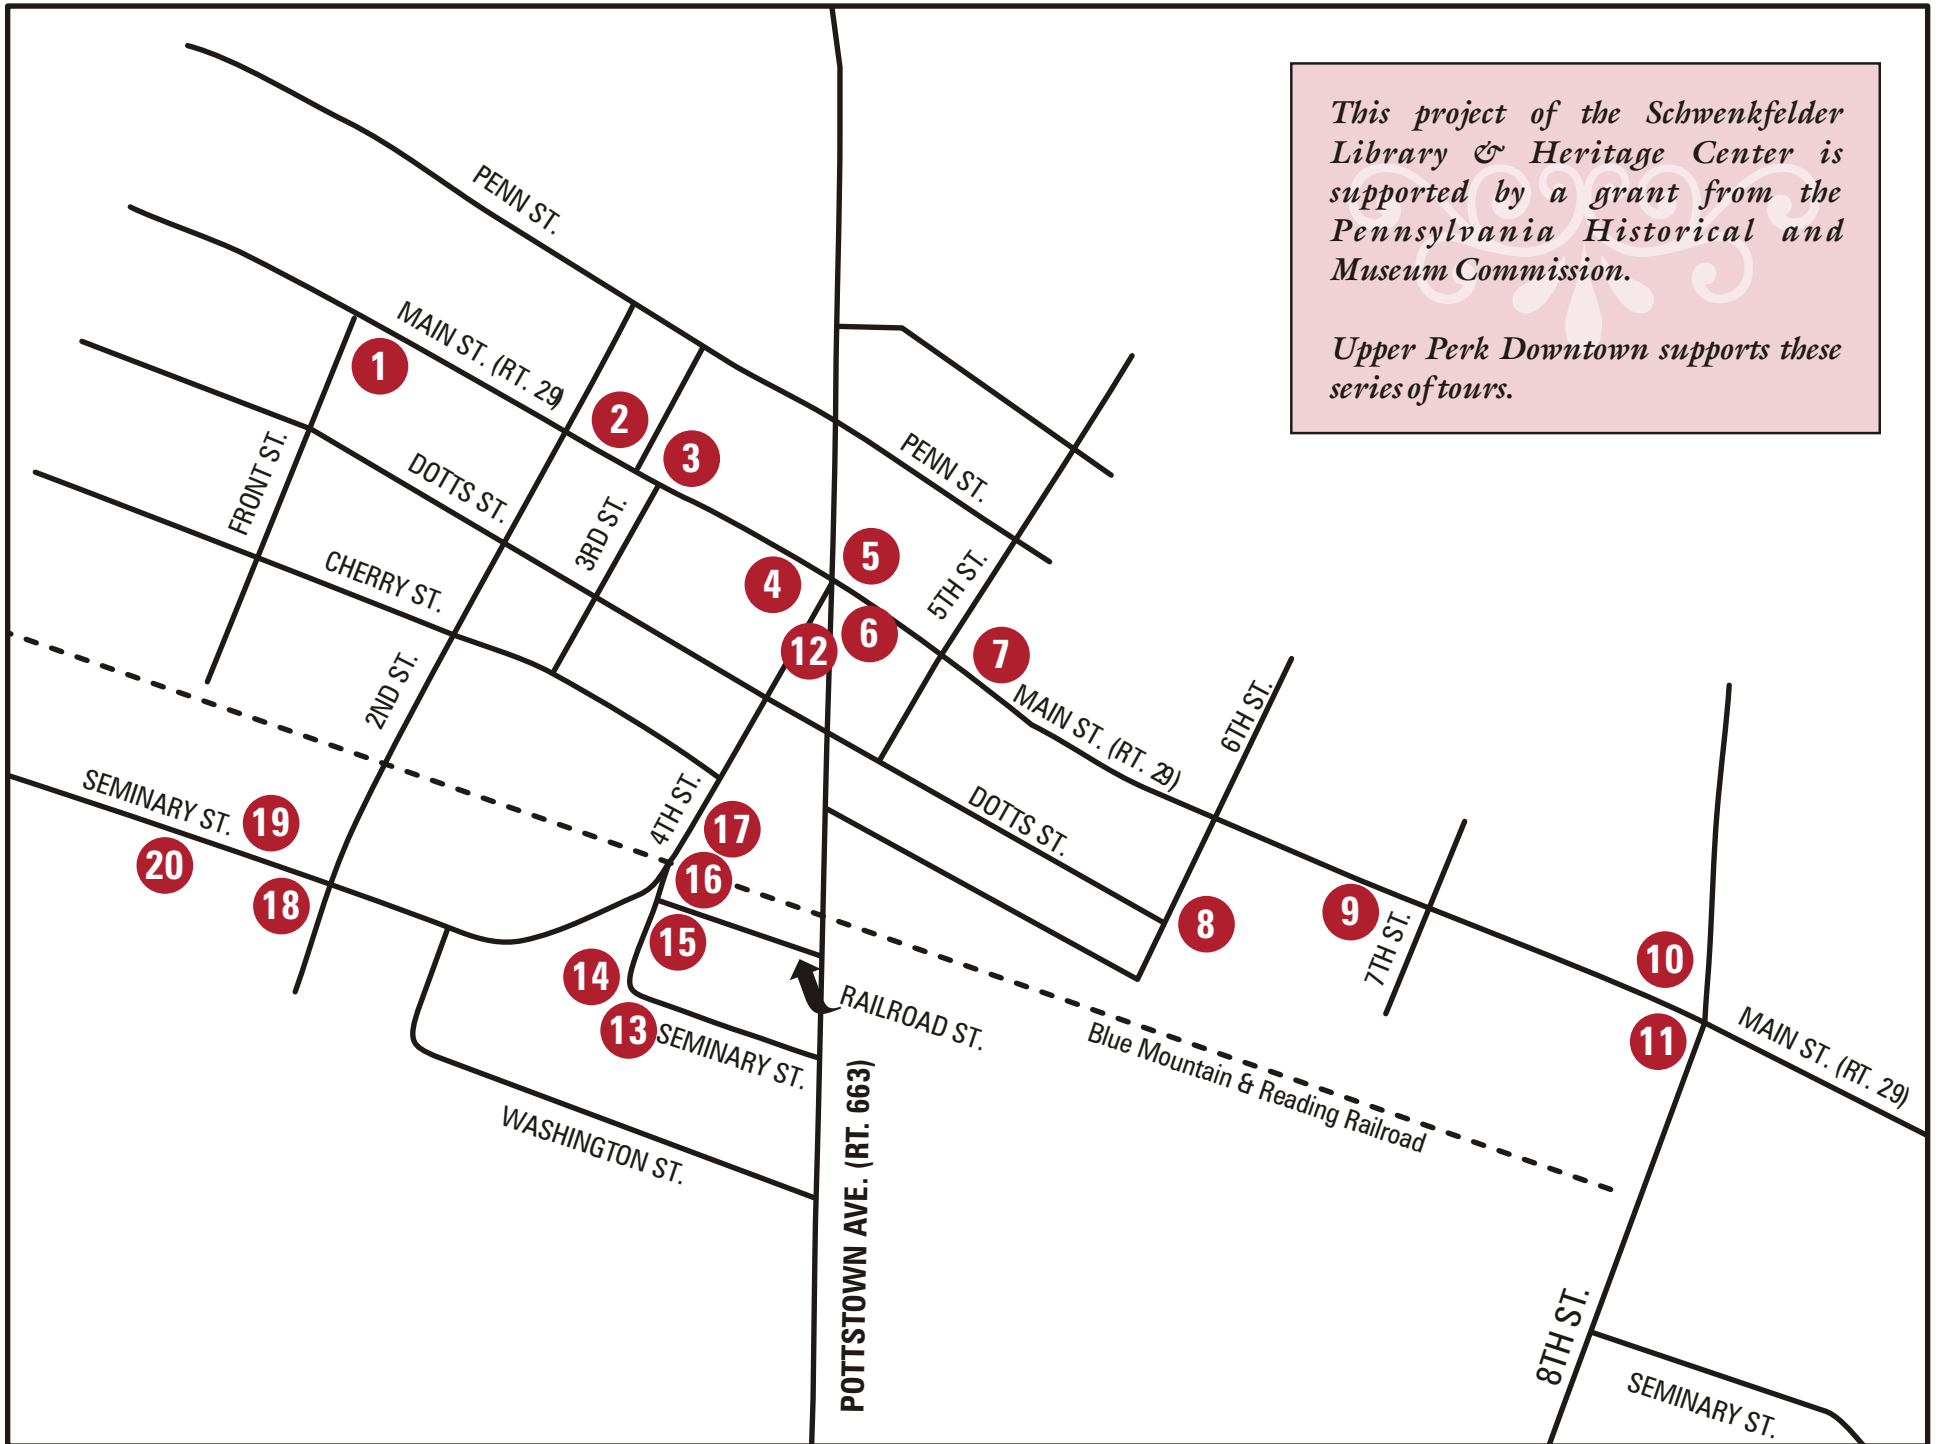 This project of the Schwenkfelder
Library & Heritage Center is
supported by a grant from the
Pennsylvania Historical and
Museum Commission.
Upper Perk Downtown supports these
series of tours.
PENN ST.
MAIN ST. (RT. 29)
1
2
3
FRONT ST.
DOTTS ST.
3RD ST.
CHERRY ST.
PENN ST.
5TH ST.
4
5
6
12
7
MAIN ST. (RT. 29)
6TH ST.
2ND ST.
SEMINARY ST.
19
20
18
4TH ST.
17
16
15
14
13
SEMINARY ST.
RAILROAD ST.
WASHINGTON ST.
POTTSTOWN AVE. (RT. 663)
DOTTS ST.
8
9
7TH ST.
10
11
MAIN ST. (RT. 29)
Blue Mountain & Reading Railroad
8TH ST.
SEMINARY ST.